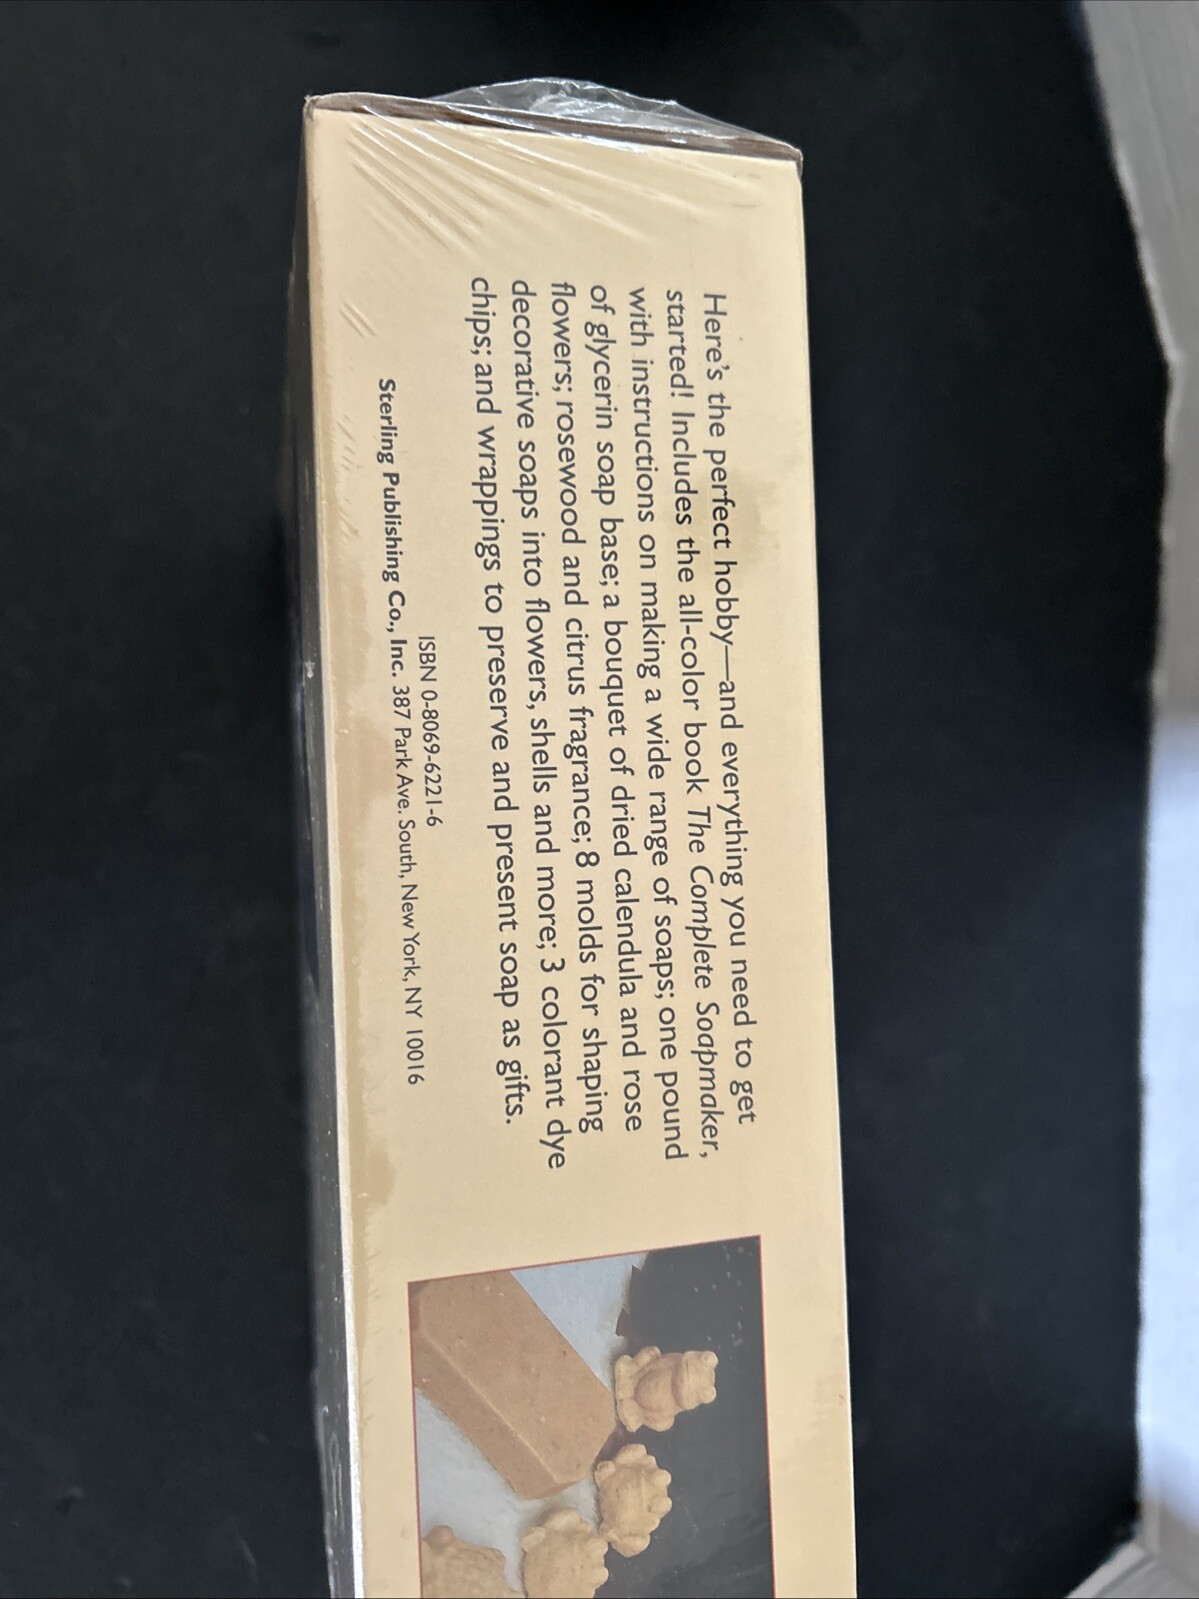 Here's the perfect hobby—and everything you need to get
started! Includes the all-color book The Complete Soapmaker,
with instructions on making a wide range of soaps; one pound
of glycerin soap base; a bouquet of dried calendula and rose
flowers; rosewood and citrus fragrance; 8 molds for shaping
decorative soaps into flowers, shells and more; 3 colorant dye
chips; and wrappings to preserve and present soap as gifts.
ISBN 0-8069-6221-6
Sterling Publishing Co., Inc. 387 Park Ave. South, New York, NY 10016